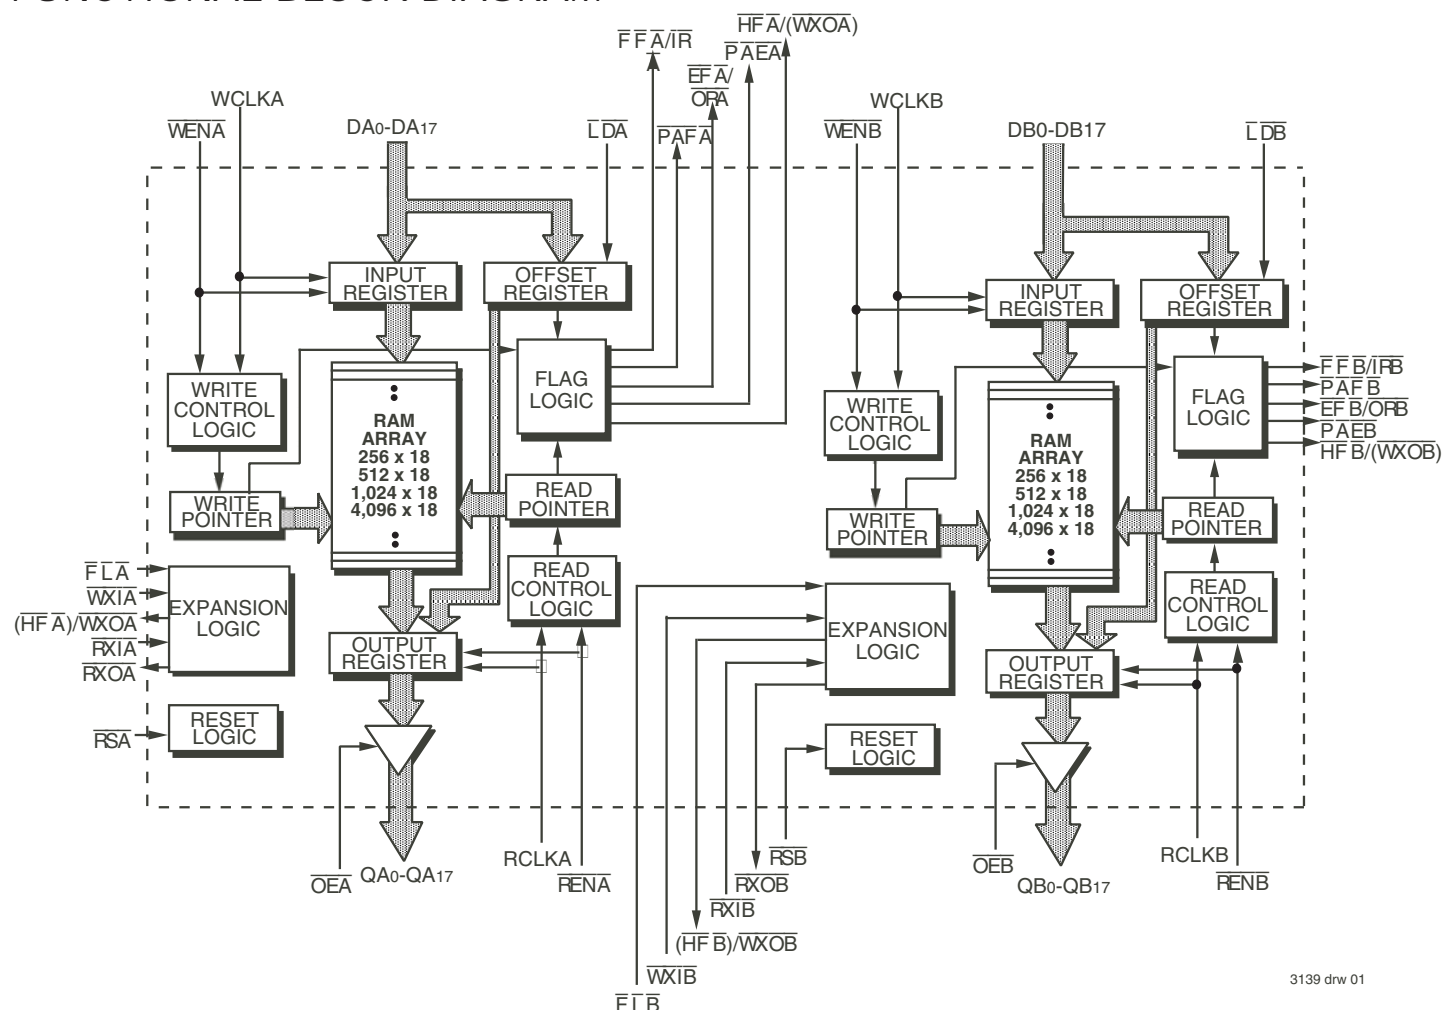 FUNCTIONAL BLOCK DIAGRAM
HFA/(WXOA)
FFA/IR
PAEA
EFA/
ORA
WCLKA
WENA
DA0-DA17
LDA
PAFA
WCLKB
WENB
DB0-DB17
LDB
INPUT
REGISTER
OFFSET
REGISTER
INPUT
REGISTER
OFFSET
REGISTER
WRITE
CONTROL
LOGIC
RAM
ARRAY
256 x 18
512 x 18
1,024 x 18
4,096 x 18
FLAG
LOGIC
WRITE
CONTROL
LOGIC
RAM
ARRAY
256 x 18
512 x 18
1,024 x 18
4,096 x 18
FLAG
LOGIC
FFB/IRB
PAFB
EFB/ORB
PAEB
HFB/(WXOB)
WRITE
POINTER
READ
POINTER
WRITE
POINTER
READ
POINTER
FLA
WXIA
(HFA)/WXOA
RXIA
RXOA
EXPANSION
LOGIC
READ
CONTROL
LOGIC
EXPANSION
LOGIC
READ
CONTROL
LOGIC
OUTPUT
REGISTER
OUTPUT
REGISTER
RSA
RESET
LOGIC
RESET
LOGIC
OEA
QA0-QA17
RCLKA
RENA
RSB
RXOB
RXIB
(HFB)/WXOB
WXIB
FLB
OEB
QB0-QB17
RCLKB
RENB
3139 drw 01